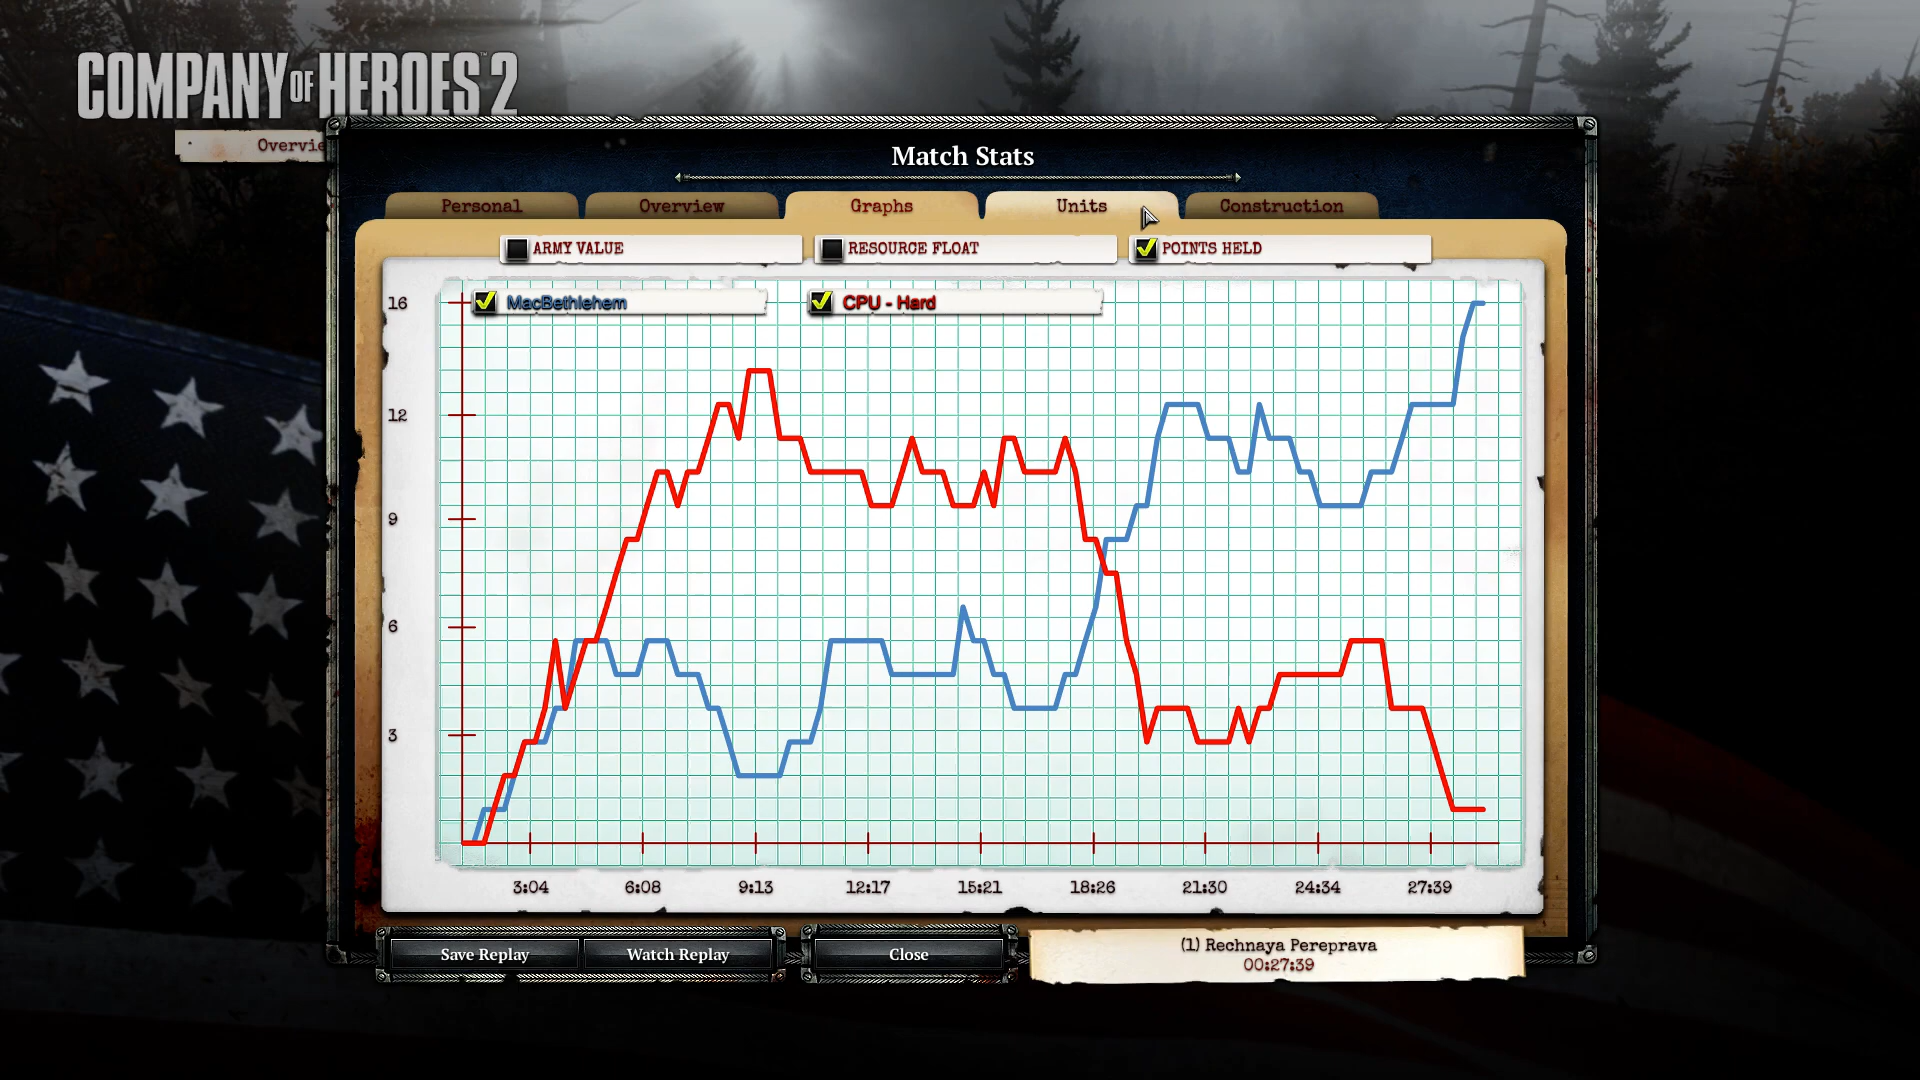 COMPANY OF HEROES™ 2
Overvie
Match Stats
Personal
Overview
Graphs
Units
Construction
ARMY VALUE
RESOURCE FLOAT
POINTS HELD
MacBethlehem
CPU - Hard
16
12
9
6
3
3:04
6:08
9:13
12:17
15:21
18:26
21:30
24:34
27:39
Save Replay
Watch Replay
Close
(1) Rechnaya Pereprava
00:27:39